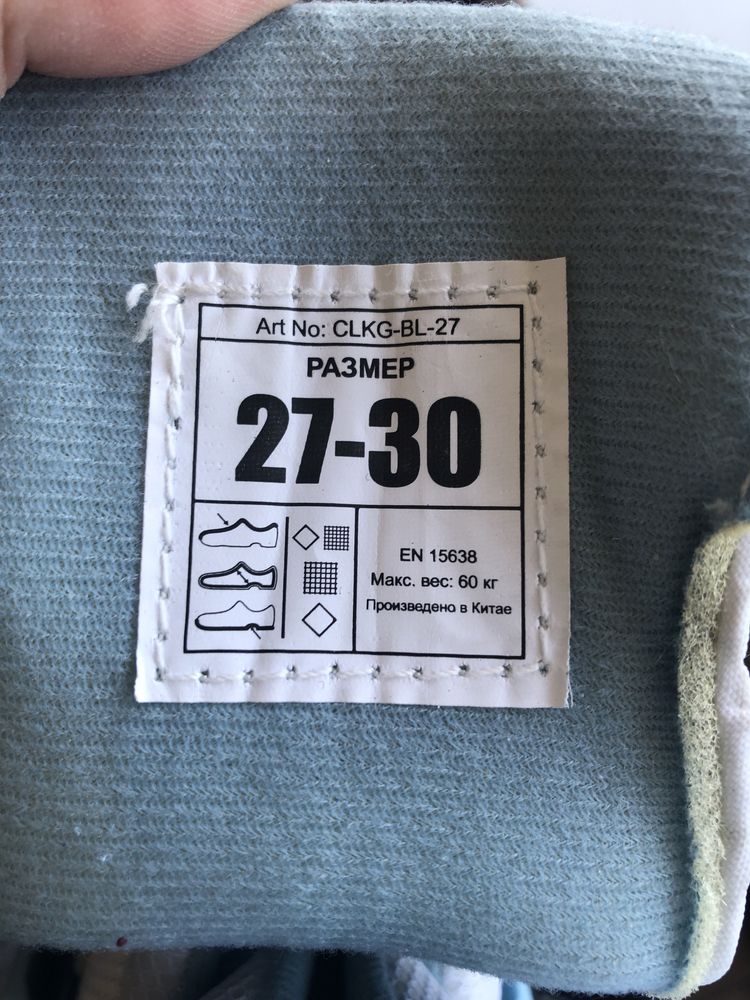 Art No: CLKG-BL-27
РАЗМЕР
27-30
EN 15638
Макс. вес: 60 кг
Произведено в Китае